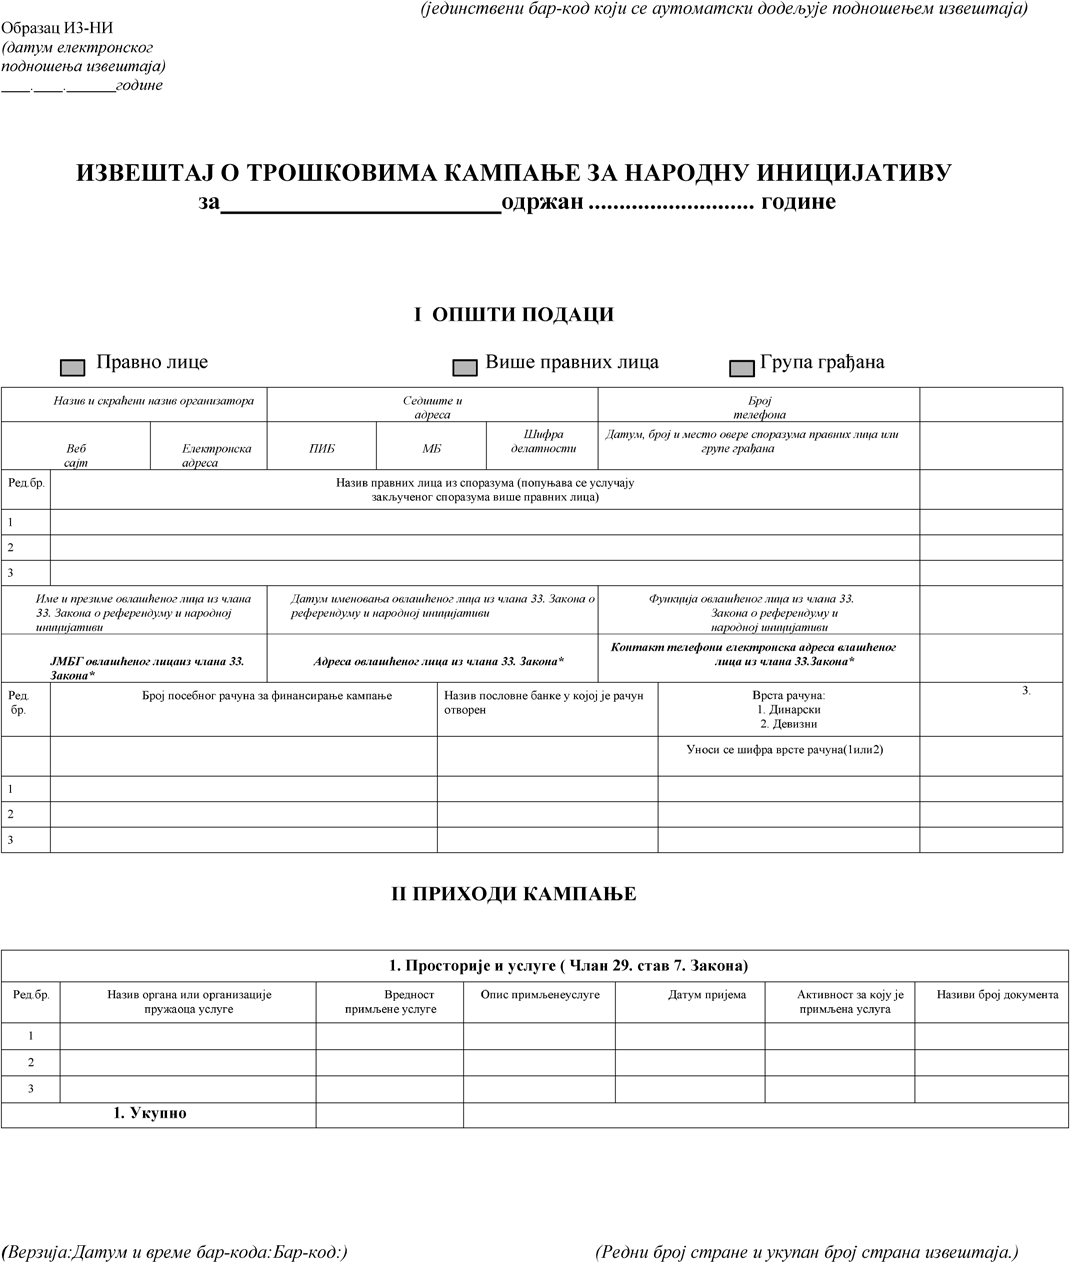 (јединствени бар-код који се аутоматски додељује подношењем извештаја)
Образац ИЗ-НИ
(датум електронског
подношења извештаја)
___.___.______године
ИЗВЕШТАЈ О ТРОШКОВИМА КАМПАЊЕ ЗА НАРОДНУ ИНИЦИЈАТИВУ
за_______________________одржан ........................... године
I ОПШТИ ПОДАЦИ
Правно лице Више правних лица Група грађана
Назив и скраћени назив организатора Седиште и Број
адреса телефона
Веб Електронска ПИБ МБ Шифра Датум, број и место овере споразума правних лица или
сајт адреса делатности групе грађана
Ред.бр. Назив правних лица из споразума (попуњава се услучају
закљученог споразума више правних лица)
1
2
3
Име и презиме овлашћеног лица из члана Датум именовања овлашћеног лица из члана 33. Закона о Функција овлашћеног лица из члана 33.
33. Закона о референдуму и народној референдуму и народној иницијативи Закона о референдуму и
иницијативи народној иницијативи
ЈМБГ овлашћеног лицаиз члана 33. Адреса овлашћеног лица из члана 33. Закона* Контакт телефони електронска адреса влашћеног
Закона* лица из члана 33.Закона*
Ред. Број посебног рачуна за финансирање кампање Назив пословне банке у којој је рачун Врста рачуна: 3.
бр. отворен 1. Динарски
2. Девизни
Уноси се шифра врсте рачуна(1или2)
1
2
3
II ПРИХОДИ КАМПАЊЕ
1. Просторије и услуге ( Члан 29. став 7. Закона)
Ред.бр. Назив органа или организације Вредност Опис примљенеуслуге Датум пријема Активност за коју је Називи број документа
пружаоца услуге примљене услуге примљена услуга
1
2
3
1. Укупно
(Верзија:Датум и време бар-кода:Бар-код:) (Редни број стране и укупан број страна извештаја.)